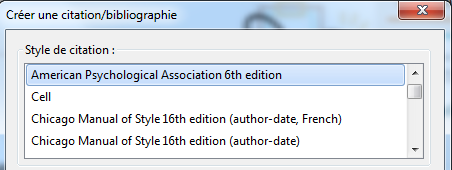 Créer une citation/bibliographie
Style de citation :
American Psychological Association 6th edition
Cell
Chicago Manual of Style 16th edition (author-date, French)
Chicago Manual of Style 16th edition (author-date)